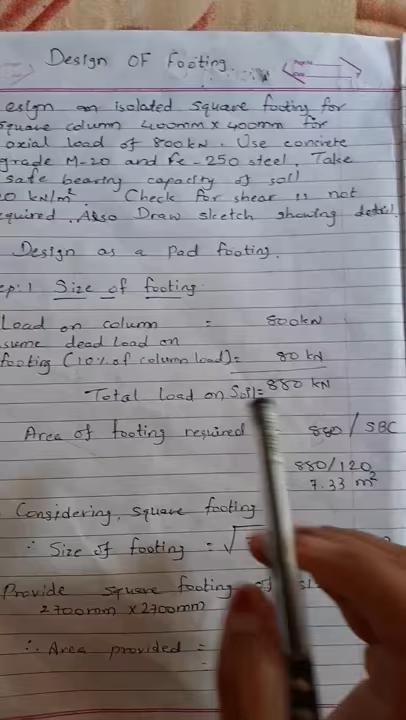 Design OF Footing.
esign an isolated square footing for
square column 400mm x 400mm for
axial load of 800kN. Use concrete
grade M-20 and Fe-250 steel. Take
safe bearing capacity of soil
0 kN/m². Check for shear is not
equired. Also Draw sketch showing detail.
Design as a Pad footing.
ep:1 Size of footing
Load on column = 800kN
sume dead load on
footing (10% of column load)= 80 kN
Total load on Soil= 880 kN
Area of footing required 880/SBC
880/120
7.33 m²
Considering, square footing
∴ Size of footing = √
Provide square footing of
2700mm x 2700mm
∴ Area provided =
=